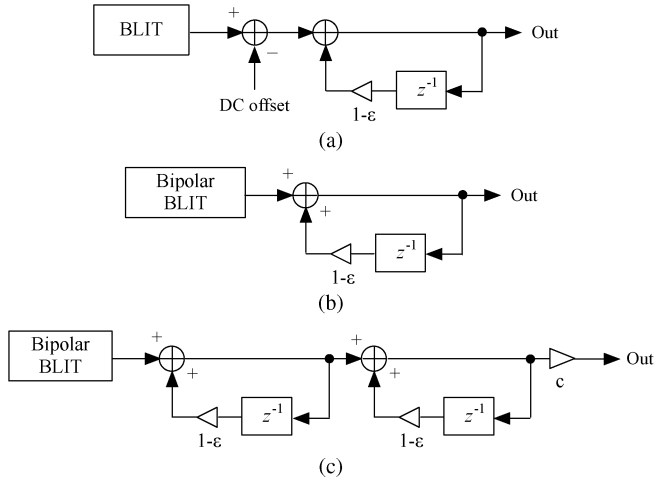 BLIT
+
−
DC offset
Out
z⁻¹
1-ε
(a)
Bipolar
BLIT
+
+
Out
z⁻¹
1-ε
(b)
Bipolar
BLIT
+
+
z⁻¹
1-ε
+
+
z⁻¹
1-ε
c
Out
(c)